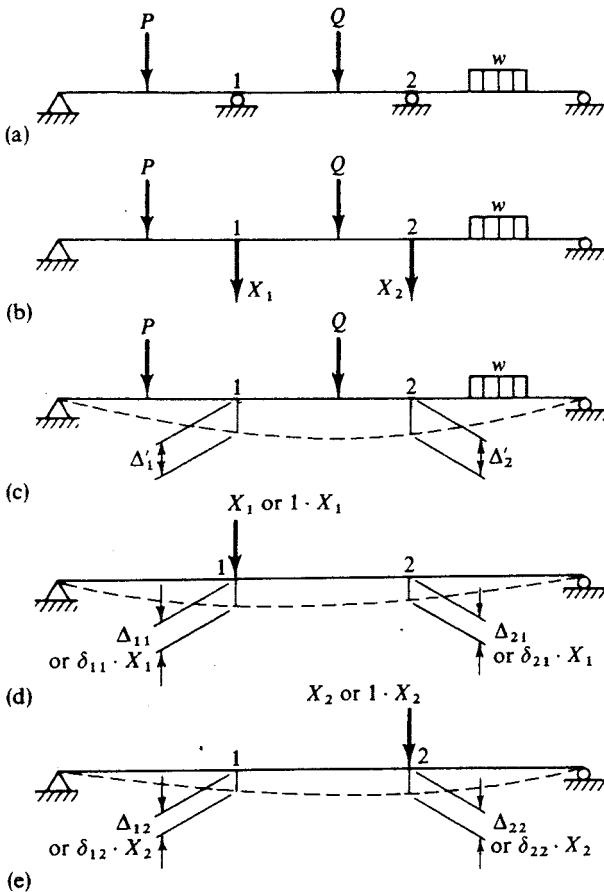 P Q
1 2 w
(a)
P Q
1 2 w
X₁ X₂
(b)
P Q
1 2 w
Δ′₁ Δ′₂
(c)
X₁ or 1 · X₁
1 2
Δ₁₁ Δ₂₁
or δ₁₁ · X₁ or δ₂₁ · X₁
(d)
X₂ or 1 · X₂
1 2
Δ₁₂ Δ₂₂
or δ₁₂ · X₂ or δ₂₂ · X₂
(e)